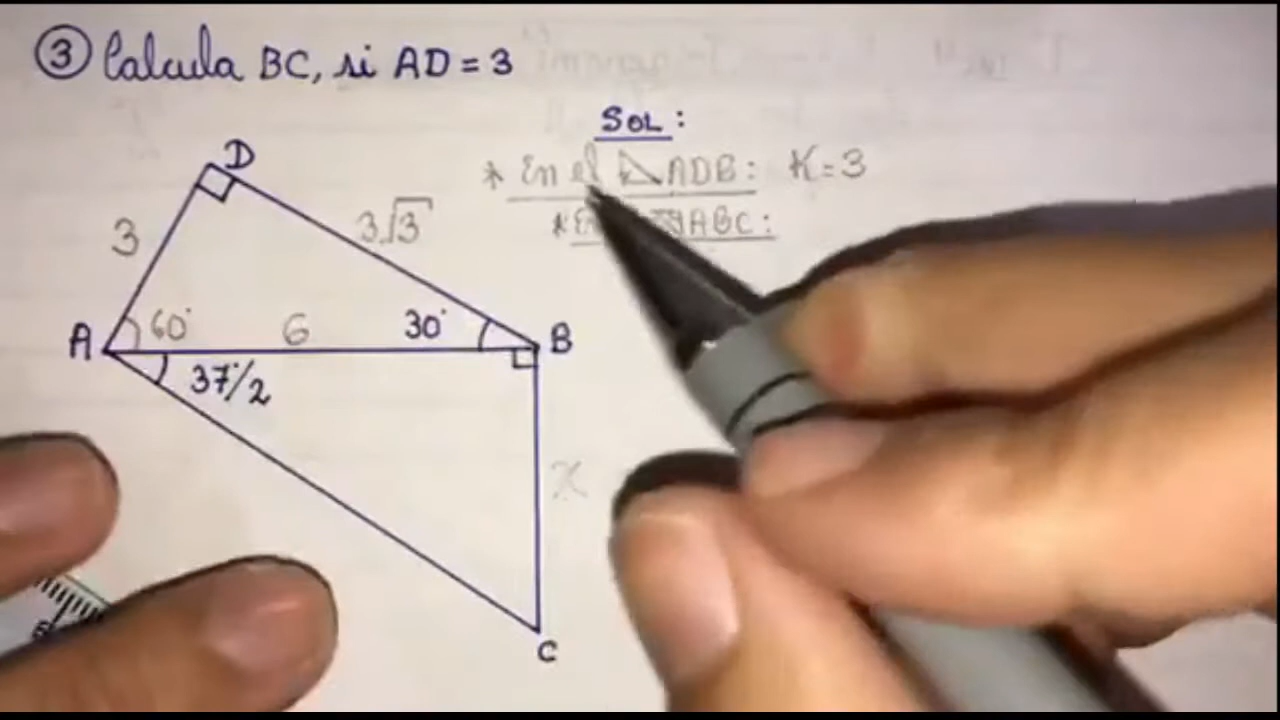 ③ Calcula BC, si AD = 3
SOL:
* En el ◺ADB: K=3
* ABC:
D
3
3√3
A
60°
6
30°
B
37°/2
x
C